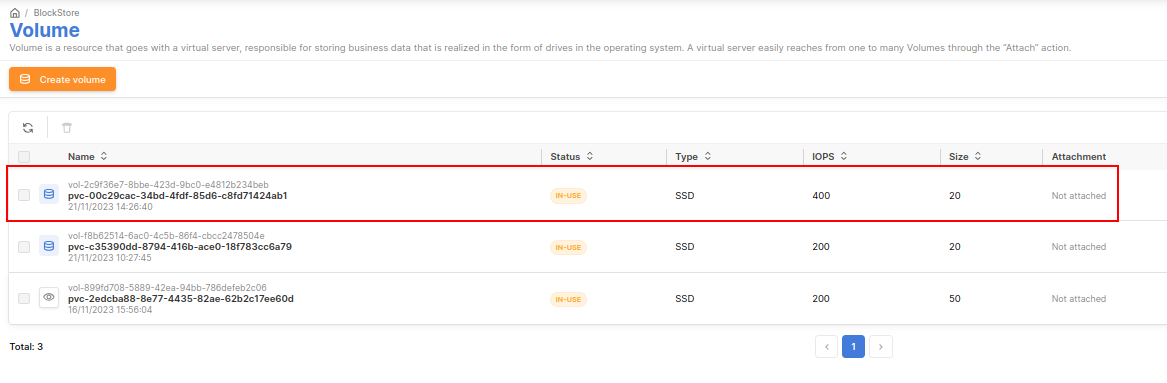 / BlockStore
Volume
Volume is a resource that goes with a virtual server, responsible for storing business data that is realized in the form of drives in the operating system. A virtual server easily reaches from one to many Volumes through the “Attach” action.
Create volume
Name Status Type IOPS Size Attachment
vol-2c9f36e7-8bbe-423d-9bc0-e4812b234beb
pvc-00c29cac-34bd-4fdf-85d6-c8fd71424ab1 IN-USE SSD 400 20 Not attached
21/11/2023 14:26:40
vol-f8b62514-6ac0-4c5b-86f4-cbcc2478504e
pvc-c35390dd-8794-416b-ace0-18f783cc6a79 IN-USE SSD 200 20 Not attached
21/11/2023 10:27:45
vol-899fd708-5889-42ea-94bb-786defeb2c06
pvc-2edcba88-8e77-4435-82ae-62b2c17ee60d IN-USE SSD 200 50 Not attached
16/11/2023 15:56:04
Total: 3 1